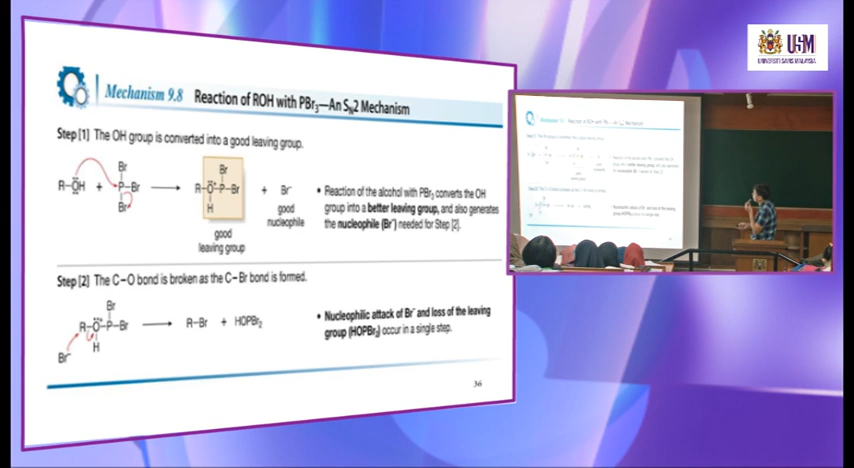 USM
UNIVERSITI SAINS MALAYSIA
Mechanism 9.8 Reaction of ROH with PBr₃—An SN2 Mechanism
Step [1] The OH group is converted into a good leaving group.
R–ÖH + Br P–Br Br
R–O⁺–P–Br Br H
+ Br⁻
good
leaving group
good
nucleophile
• Reaction of the alcohol with PBr₃ converts the OH
group into a better leaving group, and also generates
the nucleophile (Br⁻) needed for Step [2].
Step [2] The C–O bond is broken as the C–Br bond is formed.
Br⁻ R–O⁺–P–Br Br H
R–Br + HOPBr₂
• Nucleophilic attack of Br⁻ and loss of the leaving
group (HOPBr₂) occur in a single step.
36